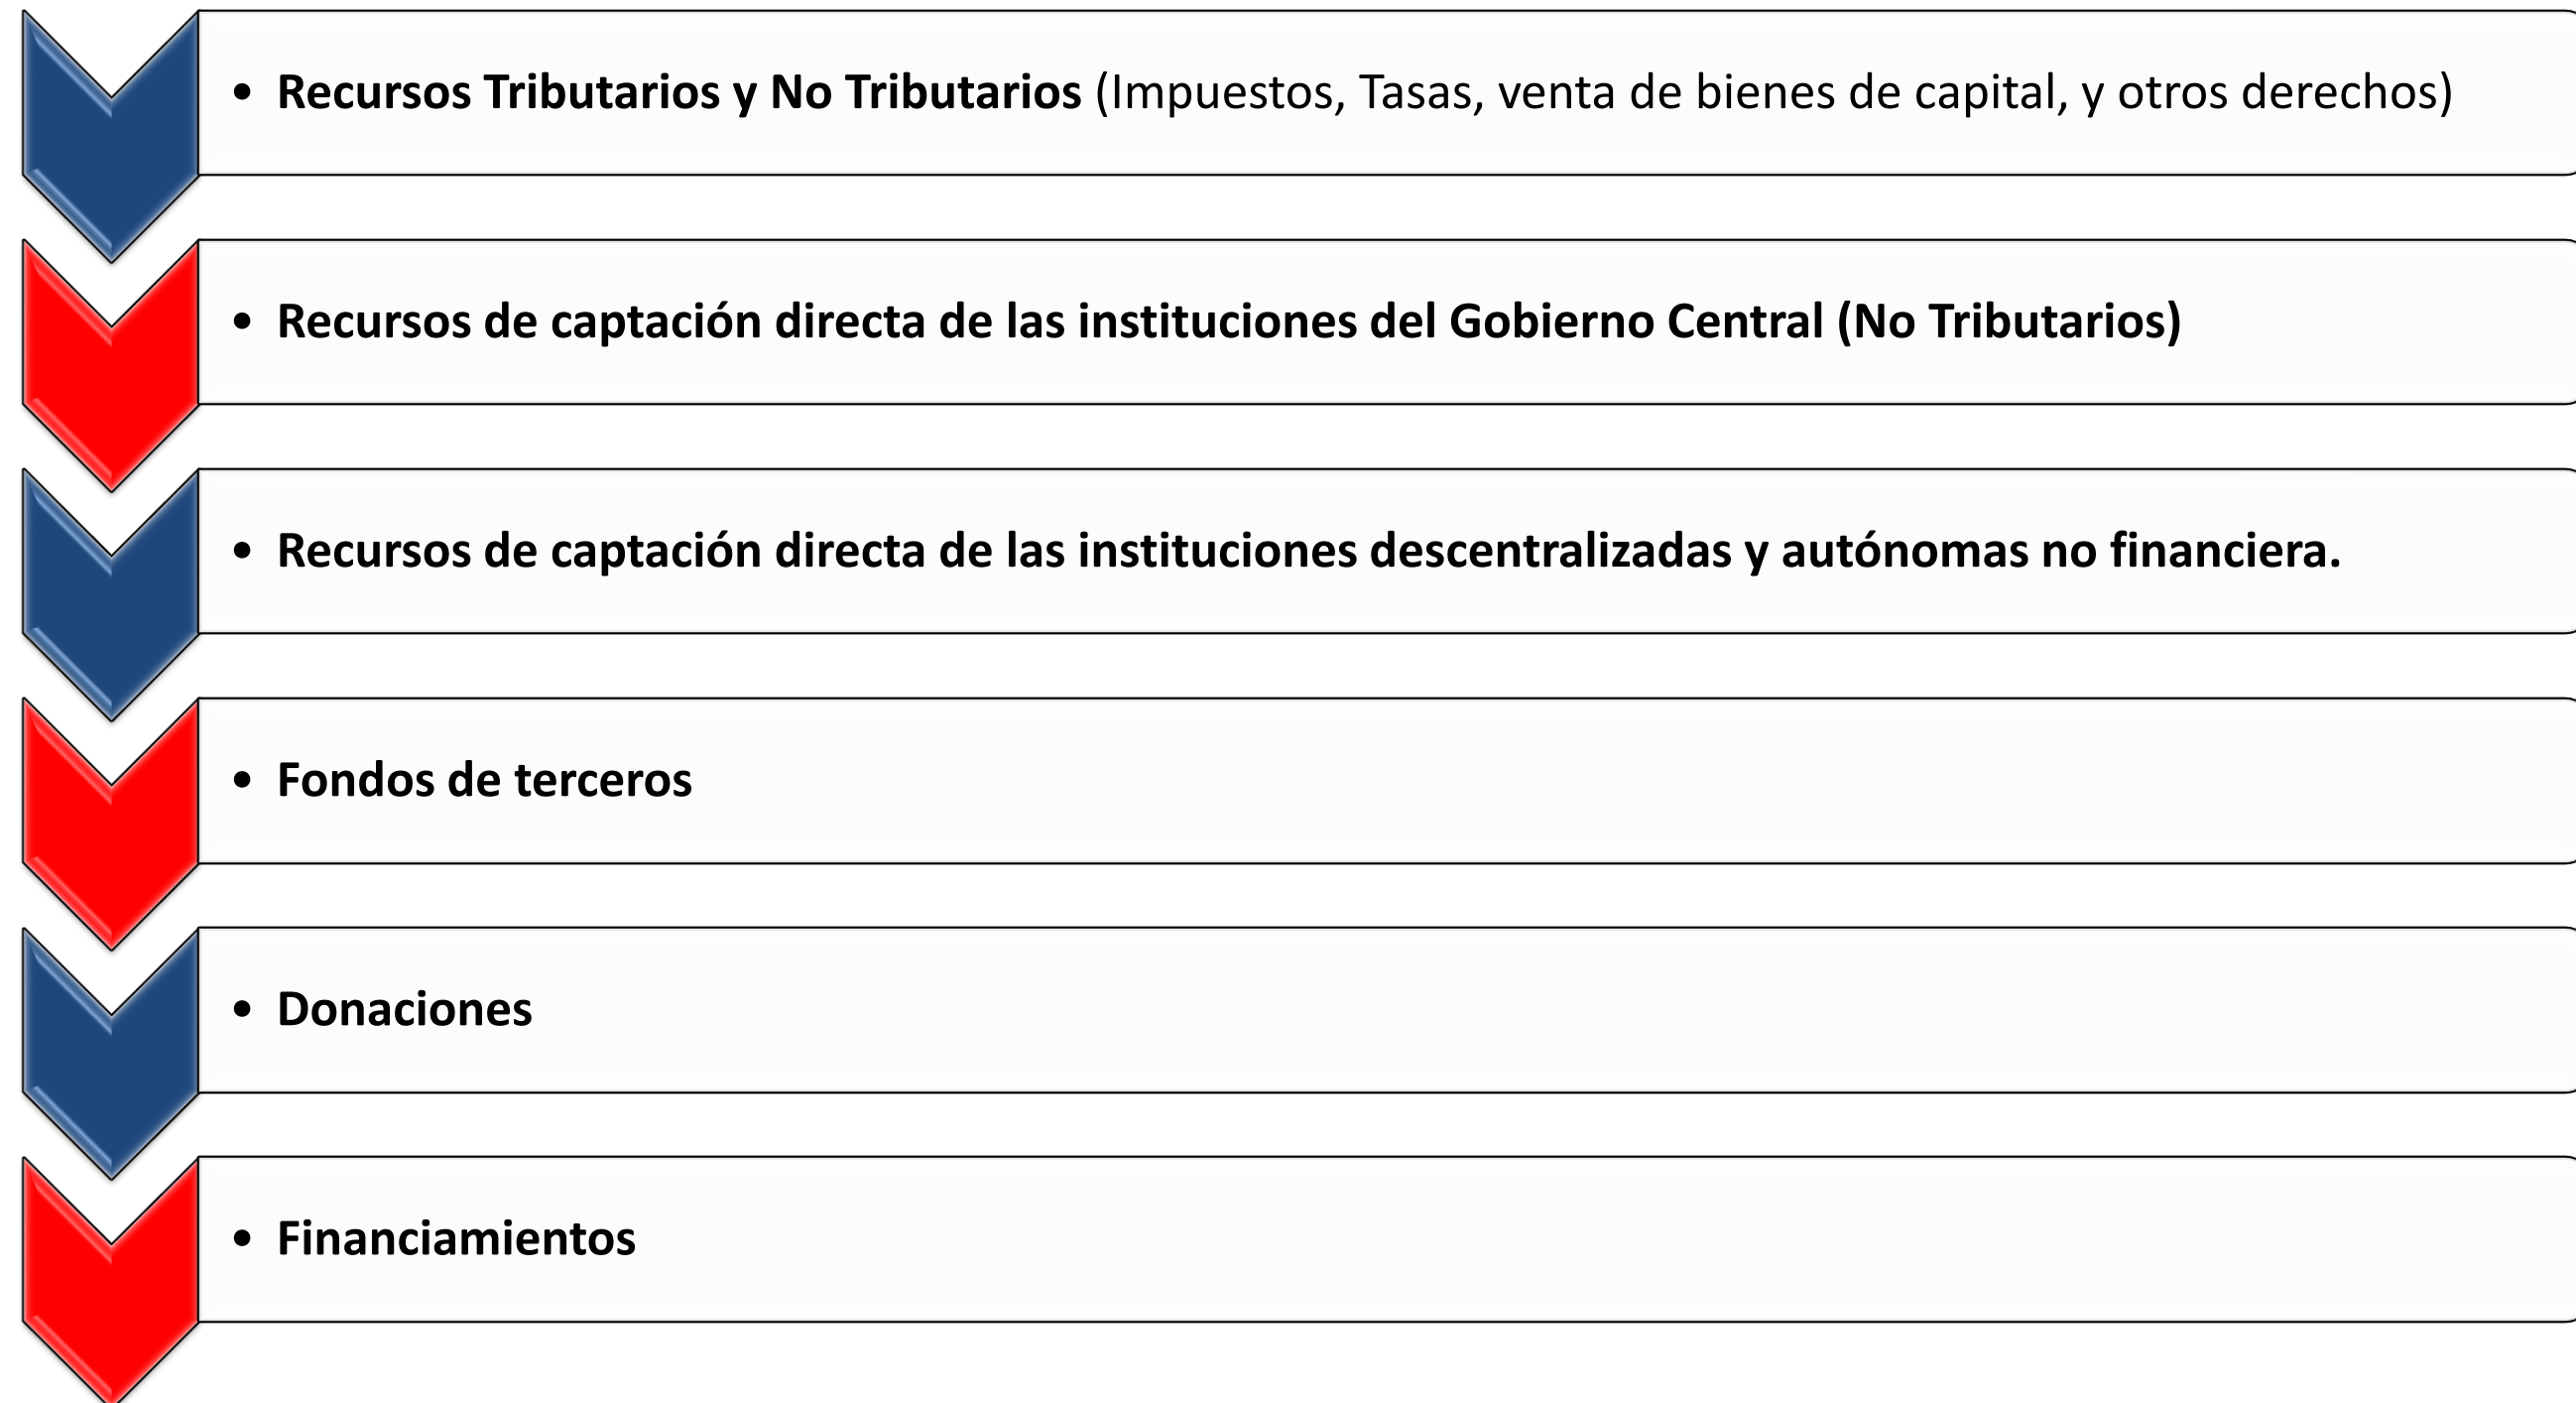 • Recursos Tributarios y No Tributarios (Impuestos, Tasas, venta de bienes de capital, y otros derechos)
• Recursos de captación directa de las instituciones del Gobierno Central (No Tributarios)
• Recursos de captación directa de las instituciones descentralizadas y autónomas no financiera.
• Fondos de terceros
• Donaciones
• Financiamientos